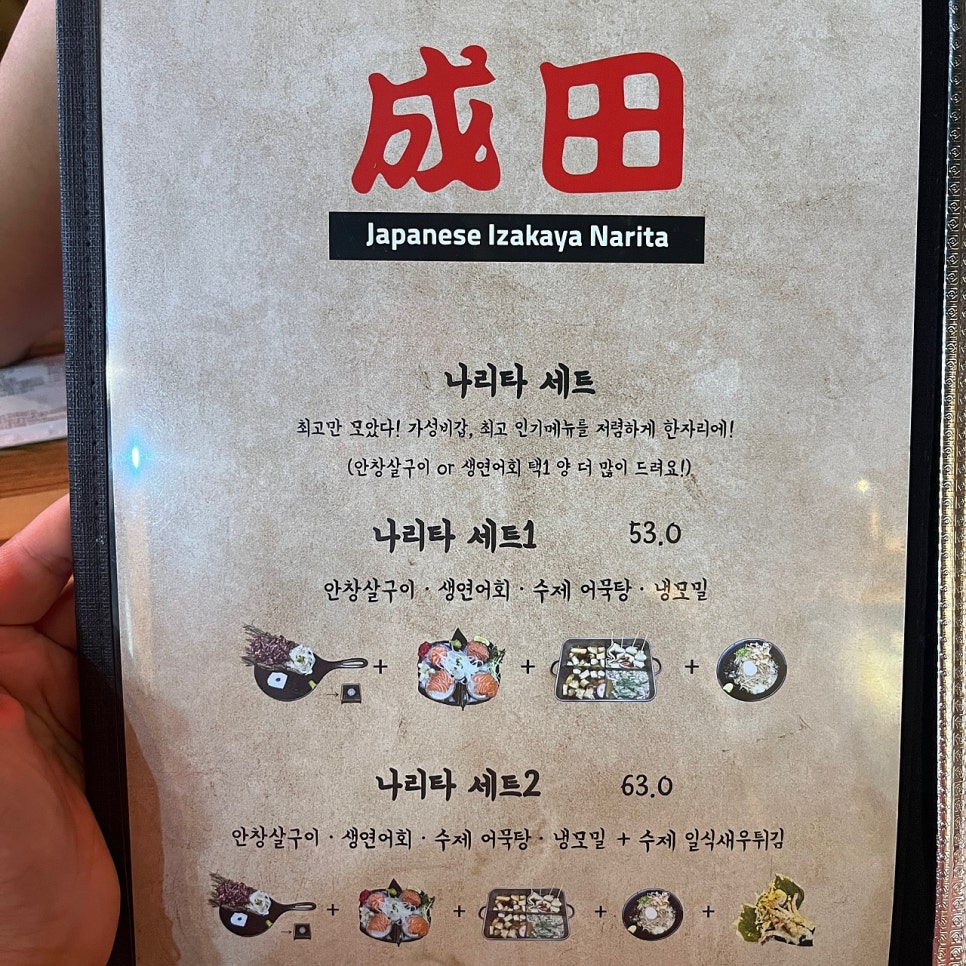 成田
Japanese Izakaya Narita
나리타 세트
최고만 모았다! 가성비갑, 최고 인기메뉴를 저렴하게 한자리에!
(안창살구이 or 생연어회 택1 양 더 많이 드려요!)
나리타 세트1 53.0
안창살구이 · 생연어회 · 수제 어묵탕 · 냉모밀
+ + +
나리타 세트2 63.0
안창살구이 · 생연어회 · 수제 어묵탕 · 냉모밀 + 수제 일식새우튀김
+ + + +